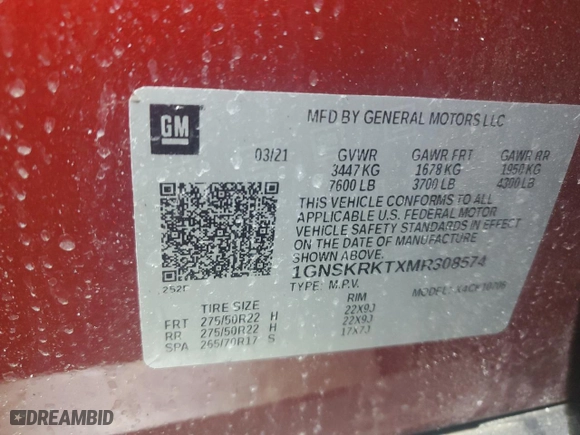 GM
MFD BY GENERAL MOTORS LLC
03/21 GVWR GAWR FRT GAWR RR
3447 KG 1678 KG 1950 KG
7600 LB 3700 LB 4300 LB
THIS VEHICLE CONFORMS TO ALL
APPLICABLE U.S. FEDERAL MOTOR
VEHICLE SAFETY STANDARDS IN EFFECT
ON THE DATE OF MANUFACTURE
SHOWN ABOVE.
1GNSKRKTXMR308574
TYPE: M.P.V. MODEL:
TIRE SIZE RIM
FRT 275/50R22 H 22X9J
RR 275/50R22 H 22X9J
SPA 265/70R17 S 17X7J
DREAMBID